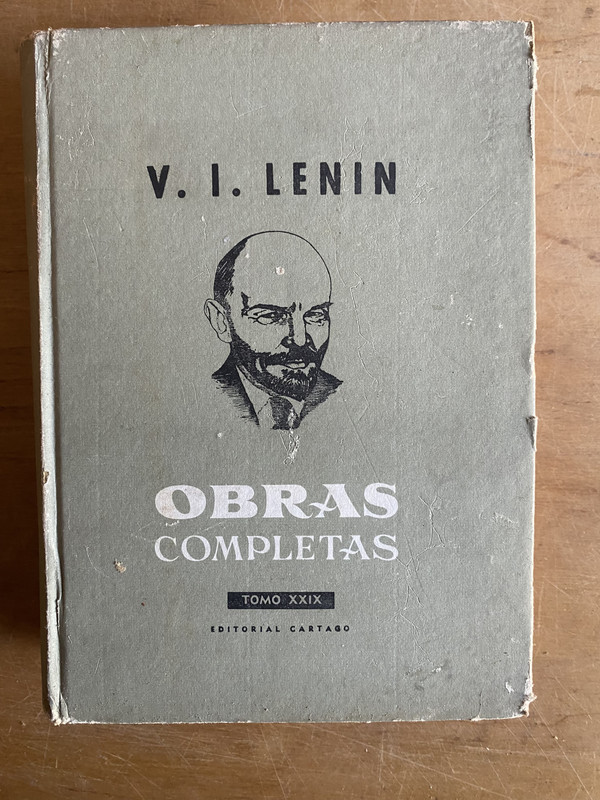 V. I. LENIN
OBRAS
COMPLETAS
TOMO XXIX
EDITORIAL CARTAGO